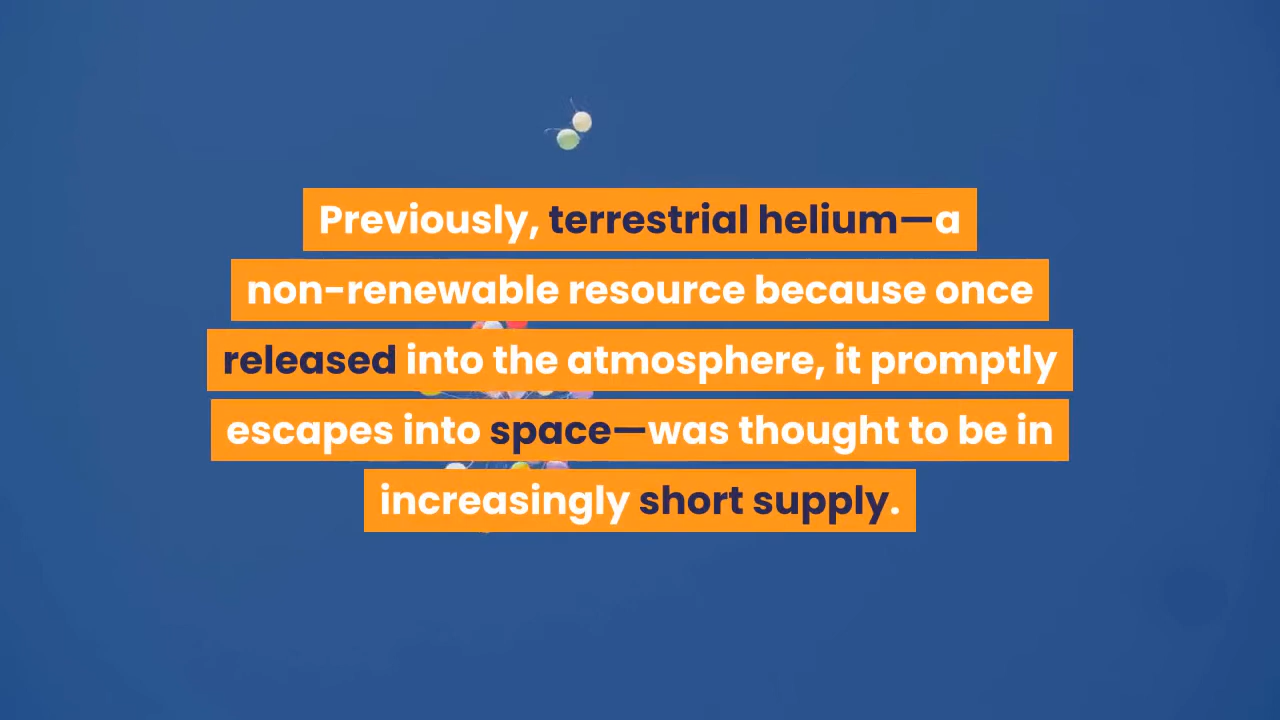 Previously, terrestrial helium—a
non-renewable resource because once
released into the atmosphere, it promptly
escapes into space—was thought to be in
increasingly short supply.